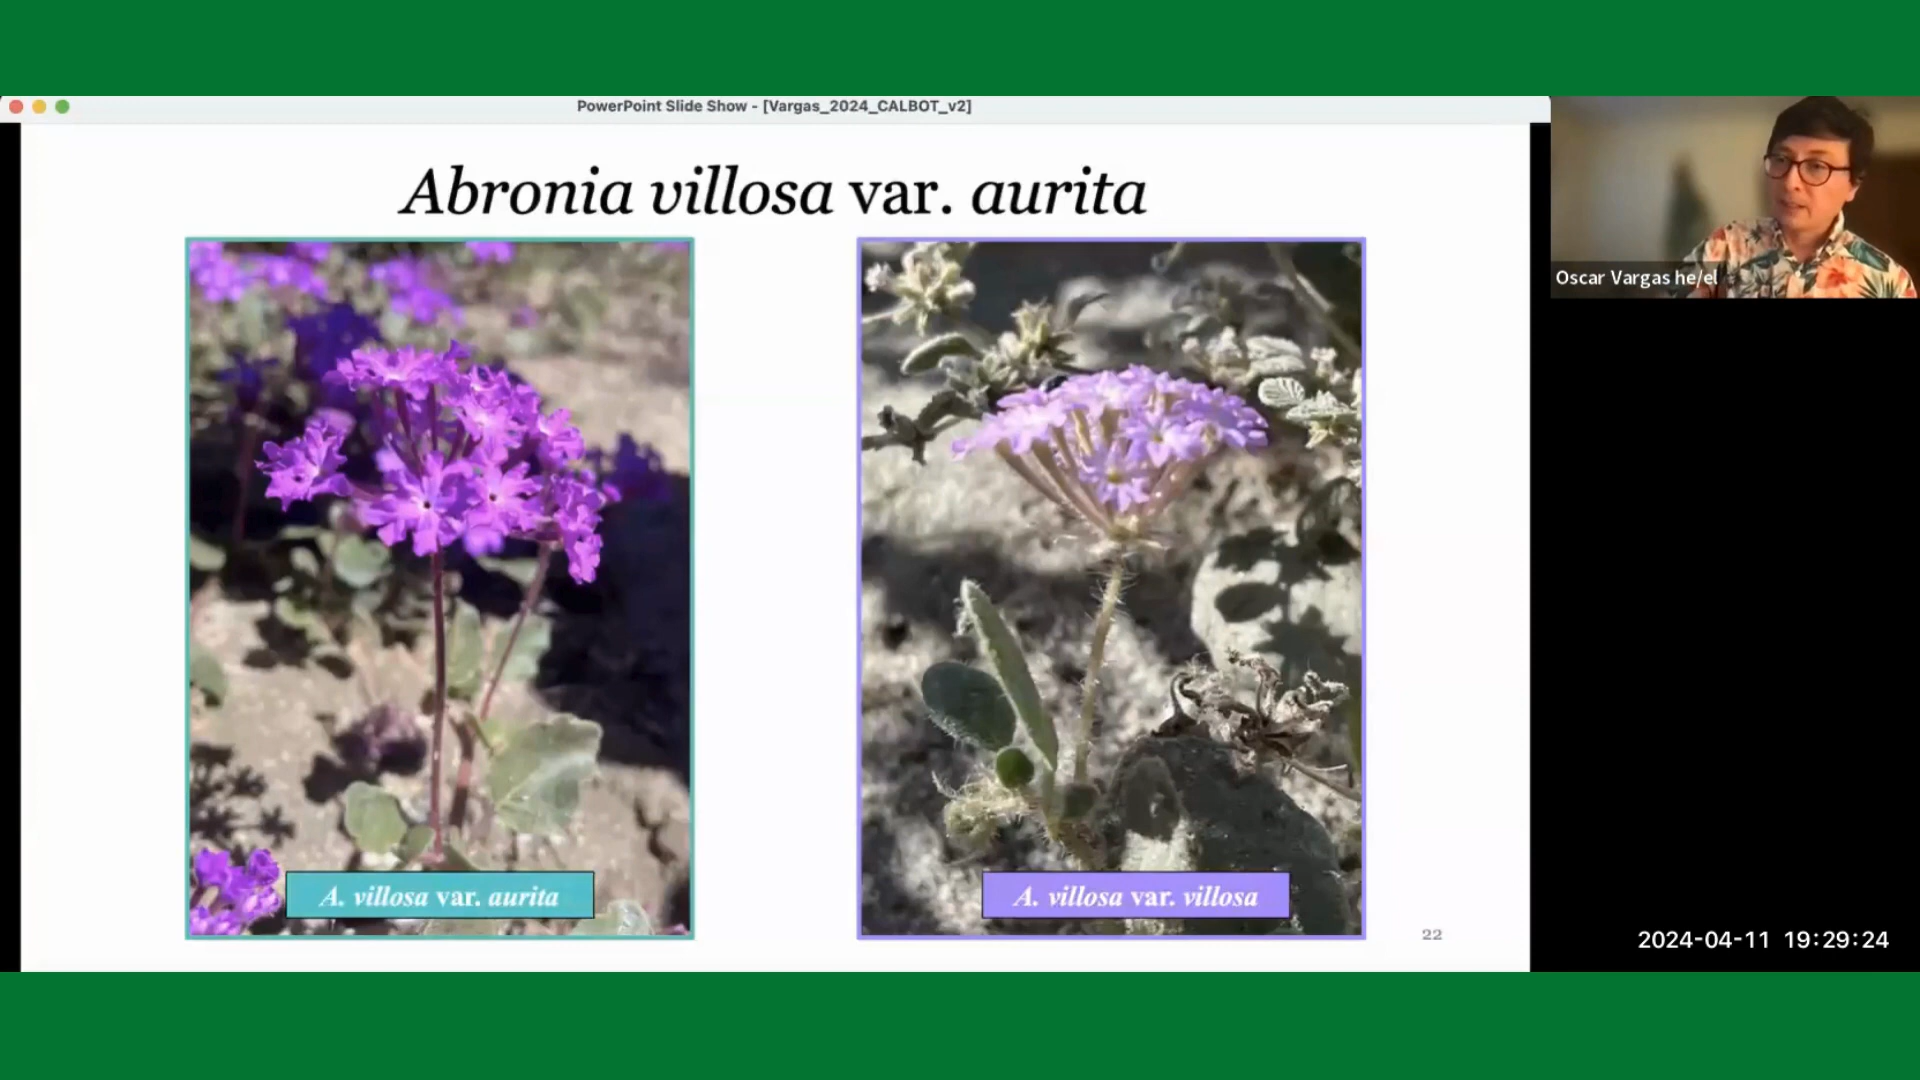 PowerPoint Slide Show - [Vargas_2024_CALBOT_v2]
Abronia villosa var. aurita
Oscar Vargas he/el
A. villosa var. aurita
A. villosa var. villosa
22
2024-04-11 19:29:24